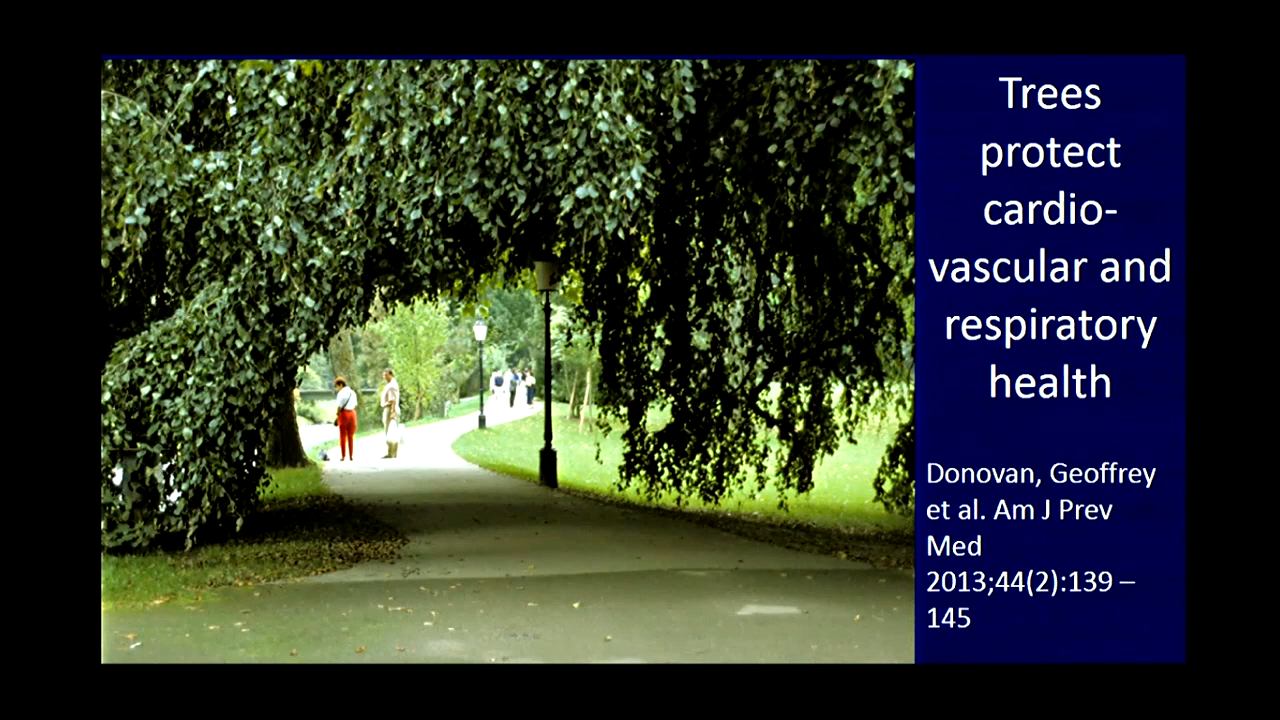 Trees
protect
cardio-
vascular and
respiratory
health
Donovan, Geoffrey
et al. Am J Prev
Med
2013;44(2):139 –
145